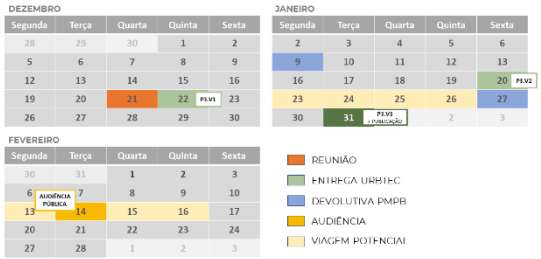 DEZEMBRO
Segunda Terça Quarta Quinta Sexta
28 29 30 1 2
5 6 7 8 9
12 13 14 15 16
19 20 21 22 P3.V1 23
26 27 28 29 30
JANEIRO
Segunda Terça Quarta Quinta Sexta
2 3 4 5 6
9 10 11 12 13
16 17 18 19 20 P3.V2
23 24 25 26 27
30 31 P3.V3 + PUBLICAÇÃO 2 3
FEVEREIRO
Segunda Terça Quarta Quinta Sexta
30 31 1 2 3
6 7 8 9 10
AUDIÊNCIA
PÚBLICA
13 14 15 16 17
20 21 22 23 24
27 28 1 2 3
REUNIÃO
ENTREGA URBTEC
DEVOLUTIVA PMPB
AUDIÊNCIA
VIAGEM POTENCIAL